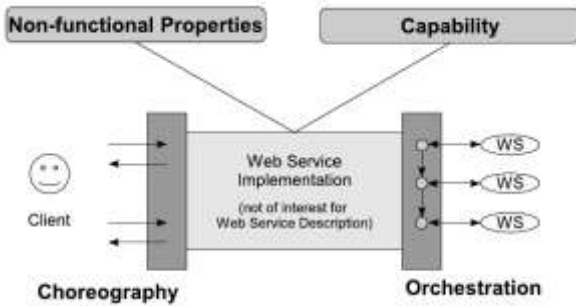 Non-functional Properties
Capability
Web Service
Implementation
(not of interest for
Web Service Description)
WS
WS
WS
Client
Choreography
Orchestration